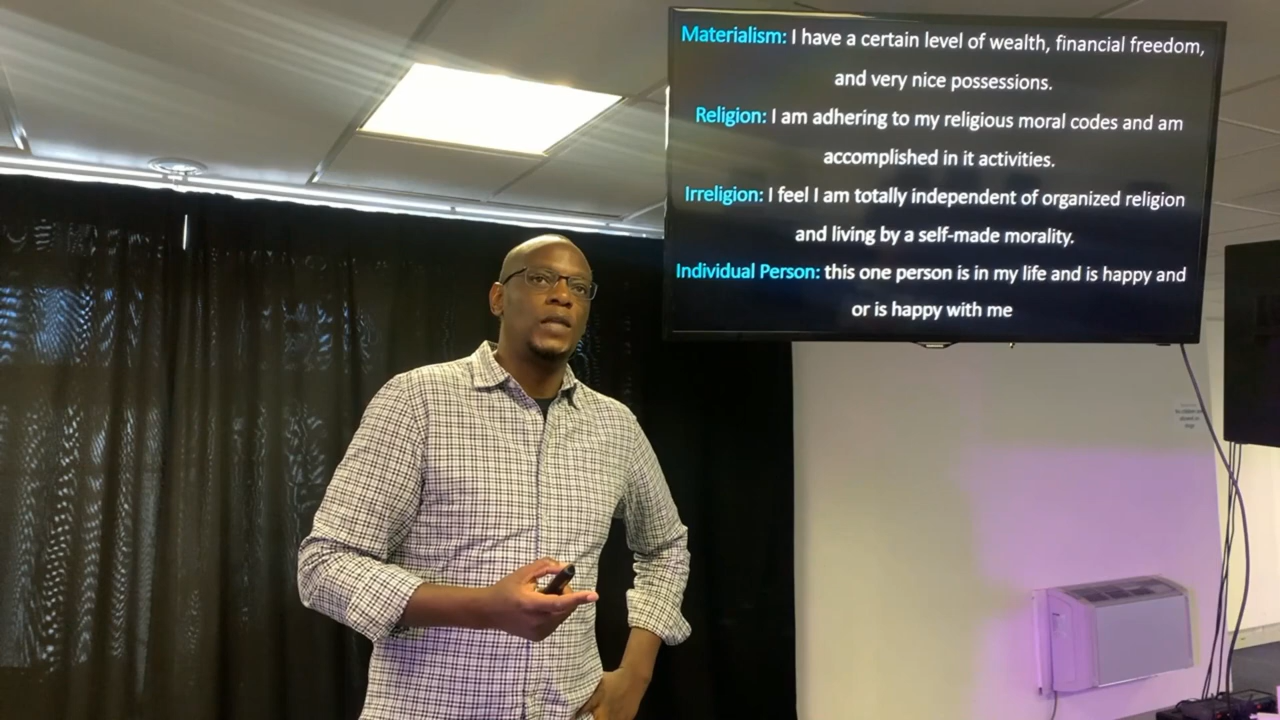 Materialism: I have a certain level of wealth, financial freedom,
and very nice possessions.
Religion: I am adhering to my religious moral codes and am
accomplished in it activities.
Irreligion: I feel I am totally independent of organized religion
and living by a self-made morality.
Individual Person: this one person is in my life and is happy and
or is happy with me